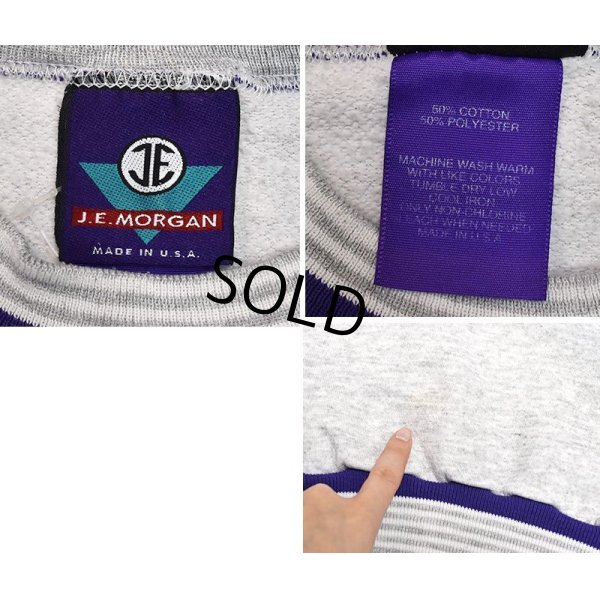 JE
J.E.MORGAN
MADE IN U.S.A.
50% COTTON
50% POLYESTER
MACHINE WASH WARM
WITH LIKE COLORS
TUMBLE DRY LOW
COOL IRON
ONLY NON-CHLORINE
WHEN NEEDED
MADE IN U.S.A.
SOLD